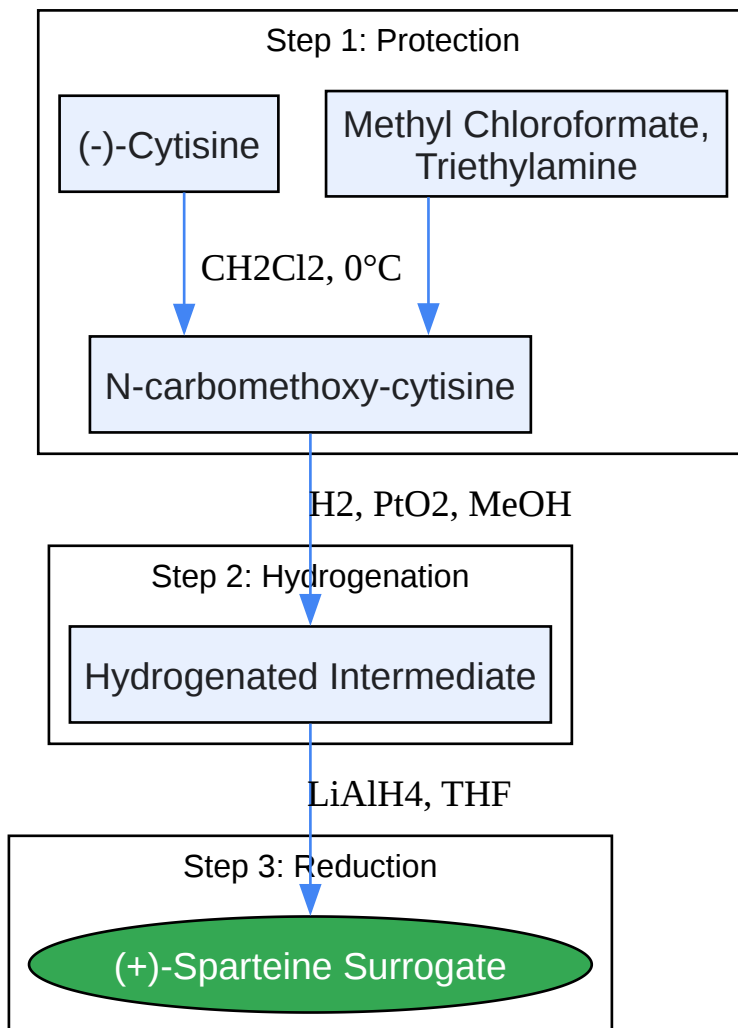 Step 1: Protection
(-)-Cytisine
Methyl Chloroformate,
Triethylamine
CH2Cl2, 0°C
N-carbomethoxy-cytisine
H2, PtO2, MeOH
Step 2: Hydrogenation
Hydrogenated Intermediate
LiAlH4, THF
Step 3: Reduction
(+)-Sparteine Surrogate